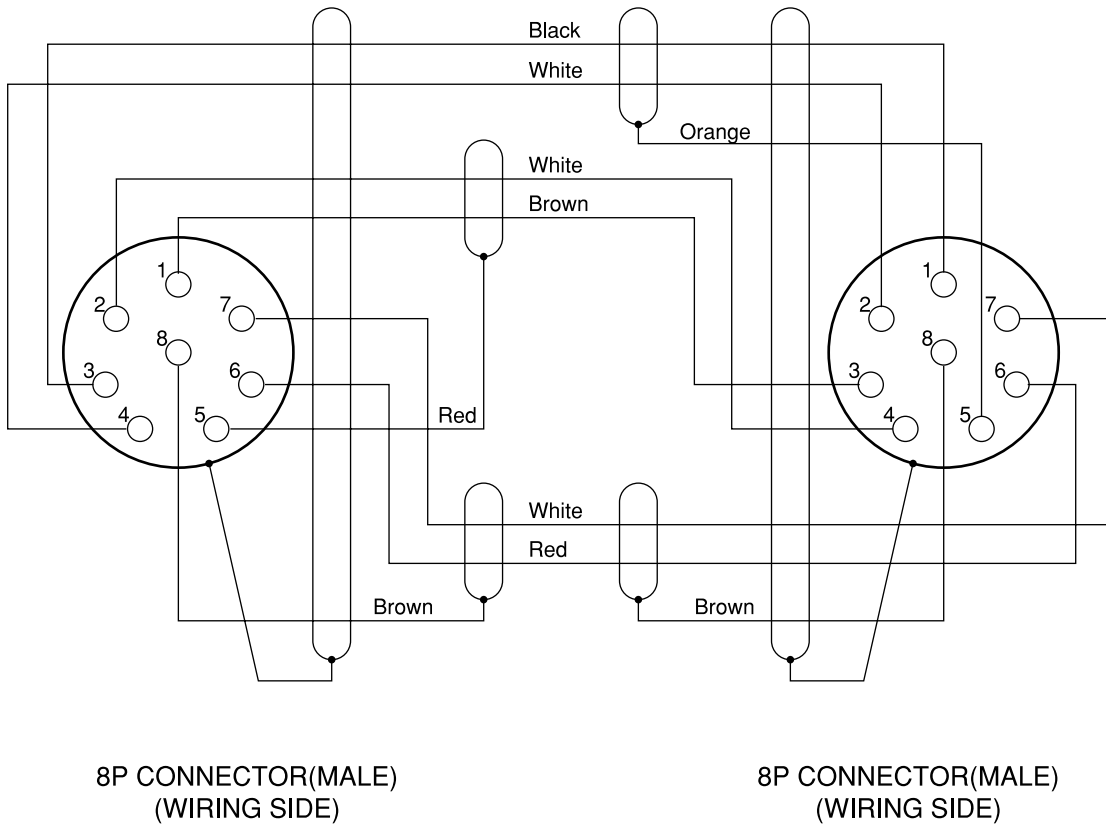 Black
White
Orange
White
Brown
1
2
7
8
3
6
4
5
Red
1
2
7
8
3
6
4
5
White
Red
Brown
Brown
8P CONNECTOR(MALE)
(WIRING SIDE)
8P CONNECTOR(MALE)
(WIRING SIDE)